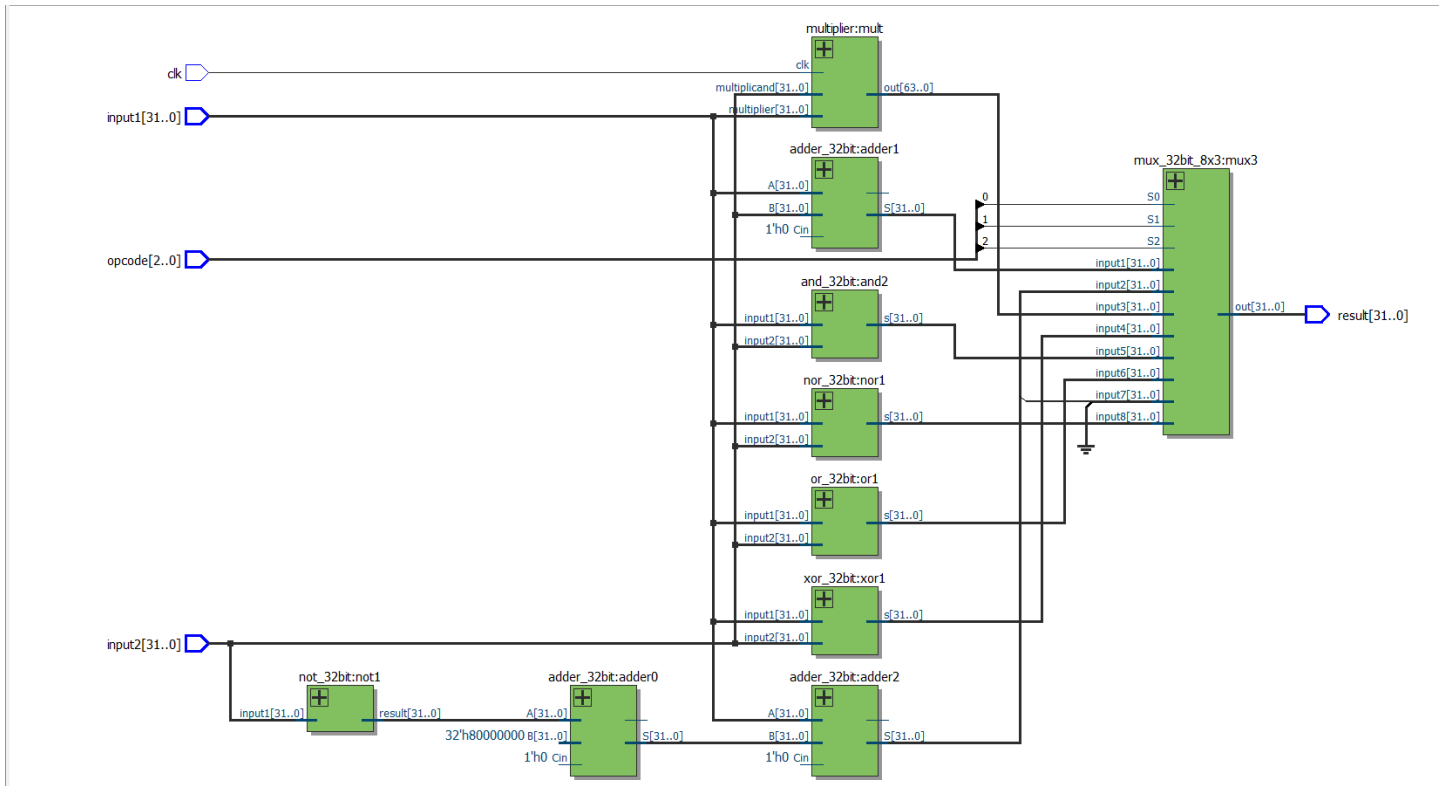 multiplier:mult
clk
clk
multiplicand[31..0]
out[63..0]
input1[31..0]
multiplier[31..0]
adder_32bit:adder1
mux_32bit_8x3:mux3
A[31..0]
0
S0
B[31..0]
S[31..0]
1
S1
1'h0 Cin
2
S2
opcode[2..0]
input1[31..0]
and_32bit:and2
input2[31..0]
input1[31..0]
s[31..0]
input3[31..0]
out[31..0]
result[31..0]
input4[31..0]
input2[31..0]
input5[31..0]
nor_32bit:nor1
input6[31..0]
input7[31..0]
input1[31..0]
s[31..0]
input8[31..0]
input2[31..0]
or_32bit:or1
input1[31..0]
s[31..0]
input2[31..0]
xor_32bit:xor1
input1[31..0]
s[31..0]
input2[31..0]
input2[31..0]
not_32bit:not1
adder_32bit:adder0
adder_32bit:adder2
input1[31..0]
result[31..0]
A[31..0]
A[31..0]
32'h80000000 B[31..0]
S[31..0]
B[31..0]
S[31..0]
1'h0 Cin
1'h0 Cin